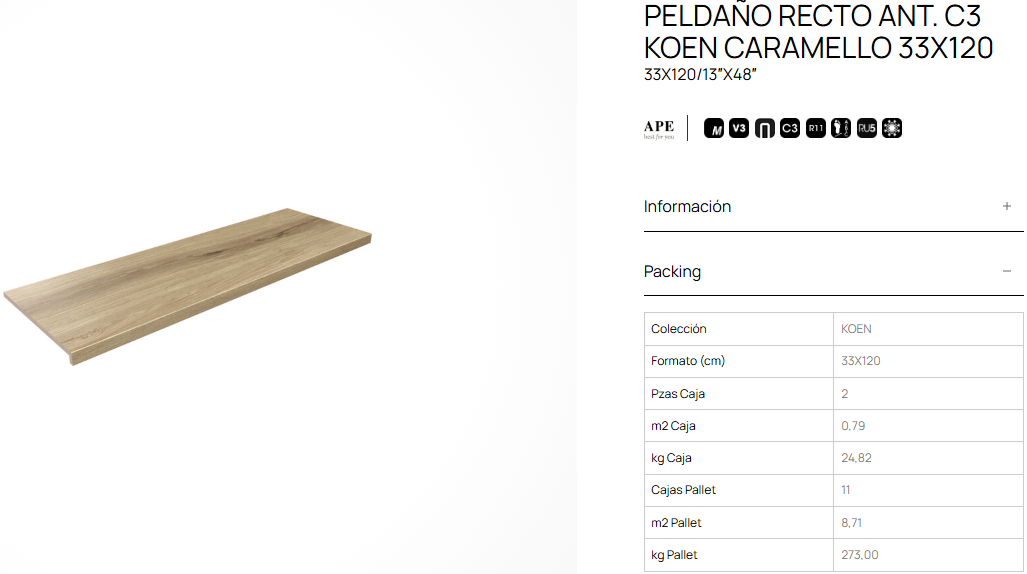 PELDAÑO RECTO ANT. C3
KOEN CARAMELLO 33X120
33X120/13″X48″
APE
best for you
M
V3
C3
R11
RU5
Información
Packing
Colección KOEN
Formato (cm) 33X120
Pzas Caja 2
m2 Caja 0,79
kg Caja 24,82
Cajas Pallet 11
m2 Pallet 8,71
kg Pallet 273,00